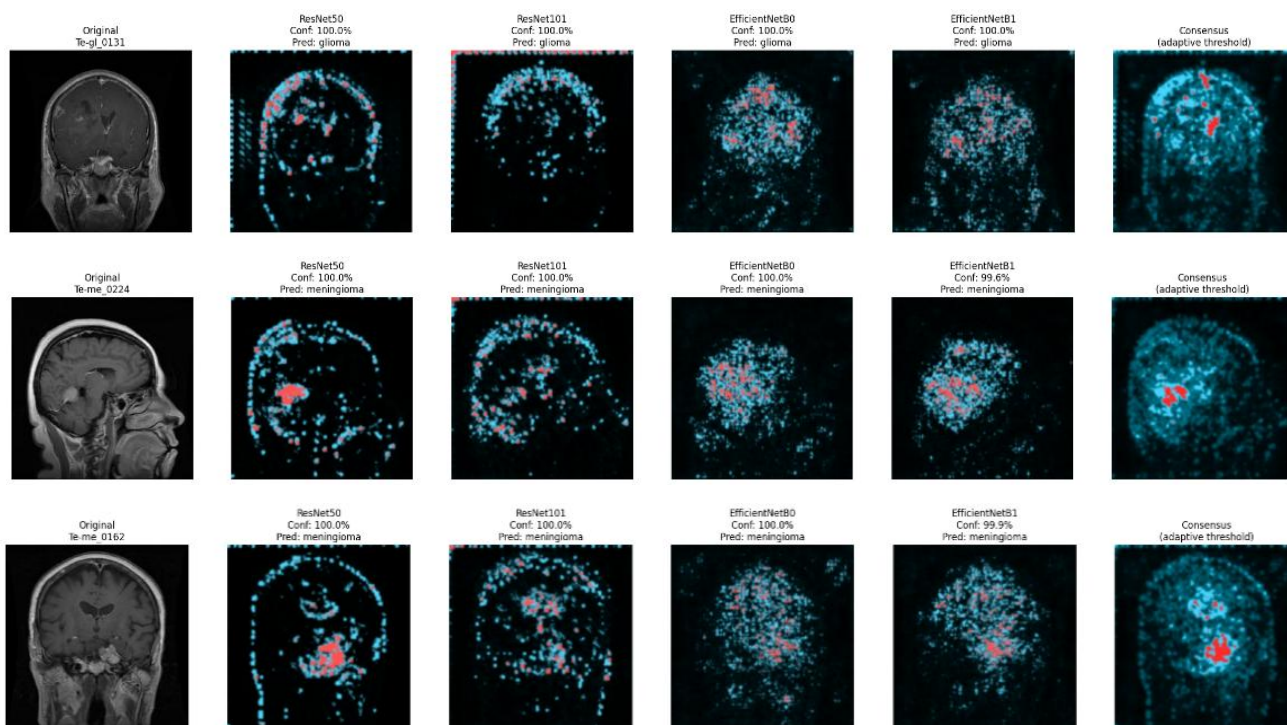 Original
Te-gl_0131
ResNet50
Conf: 100.0%
Pred: glioma
ResNet101
Conf: 100.0%
Pred: glioma
EfficientNetB0
Conf: 100.0%
Pred: glioma
EfficientNetB1
Conf: 100.0%
Pred: glioma
Consensus
(adaptive threshold)
Original
Te-me_0224
ResNet50
Conf: 100.0%
Pred: meningioma
ResNet101
Conf: 100.0%
Pred: meningioma
EfficientNetB0
Conf: 100.0%
Pred: meningioma
EfficientNetB1
Conf: 99.6%
Pred: meningioma
Consensus
(adaptive threshold)
Original
Te-me_0162
ResNet50
Conf: 100.0%
Pred: meningioma
ResNet101
Conf: 100.0%
Pred: meningioma
EfficientNetB0
Conf: 100.0%
Pred: meningioma
EfficientNetB1
Conf: 99.9%
Pred: meningioma
Consensus
(adaptive threshold)